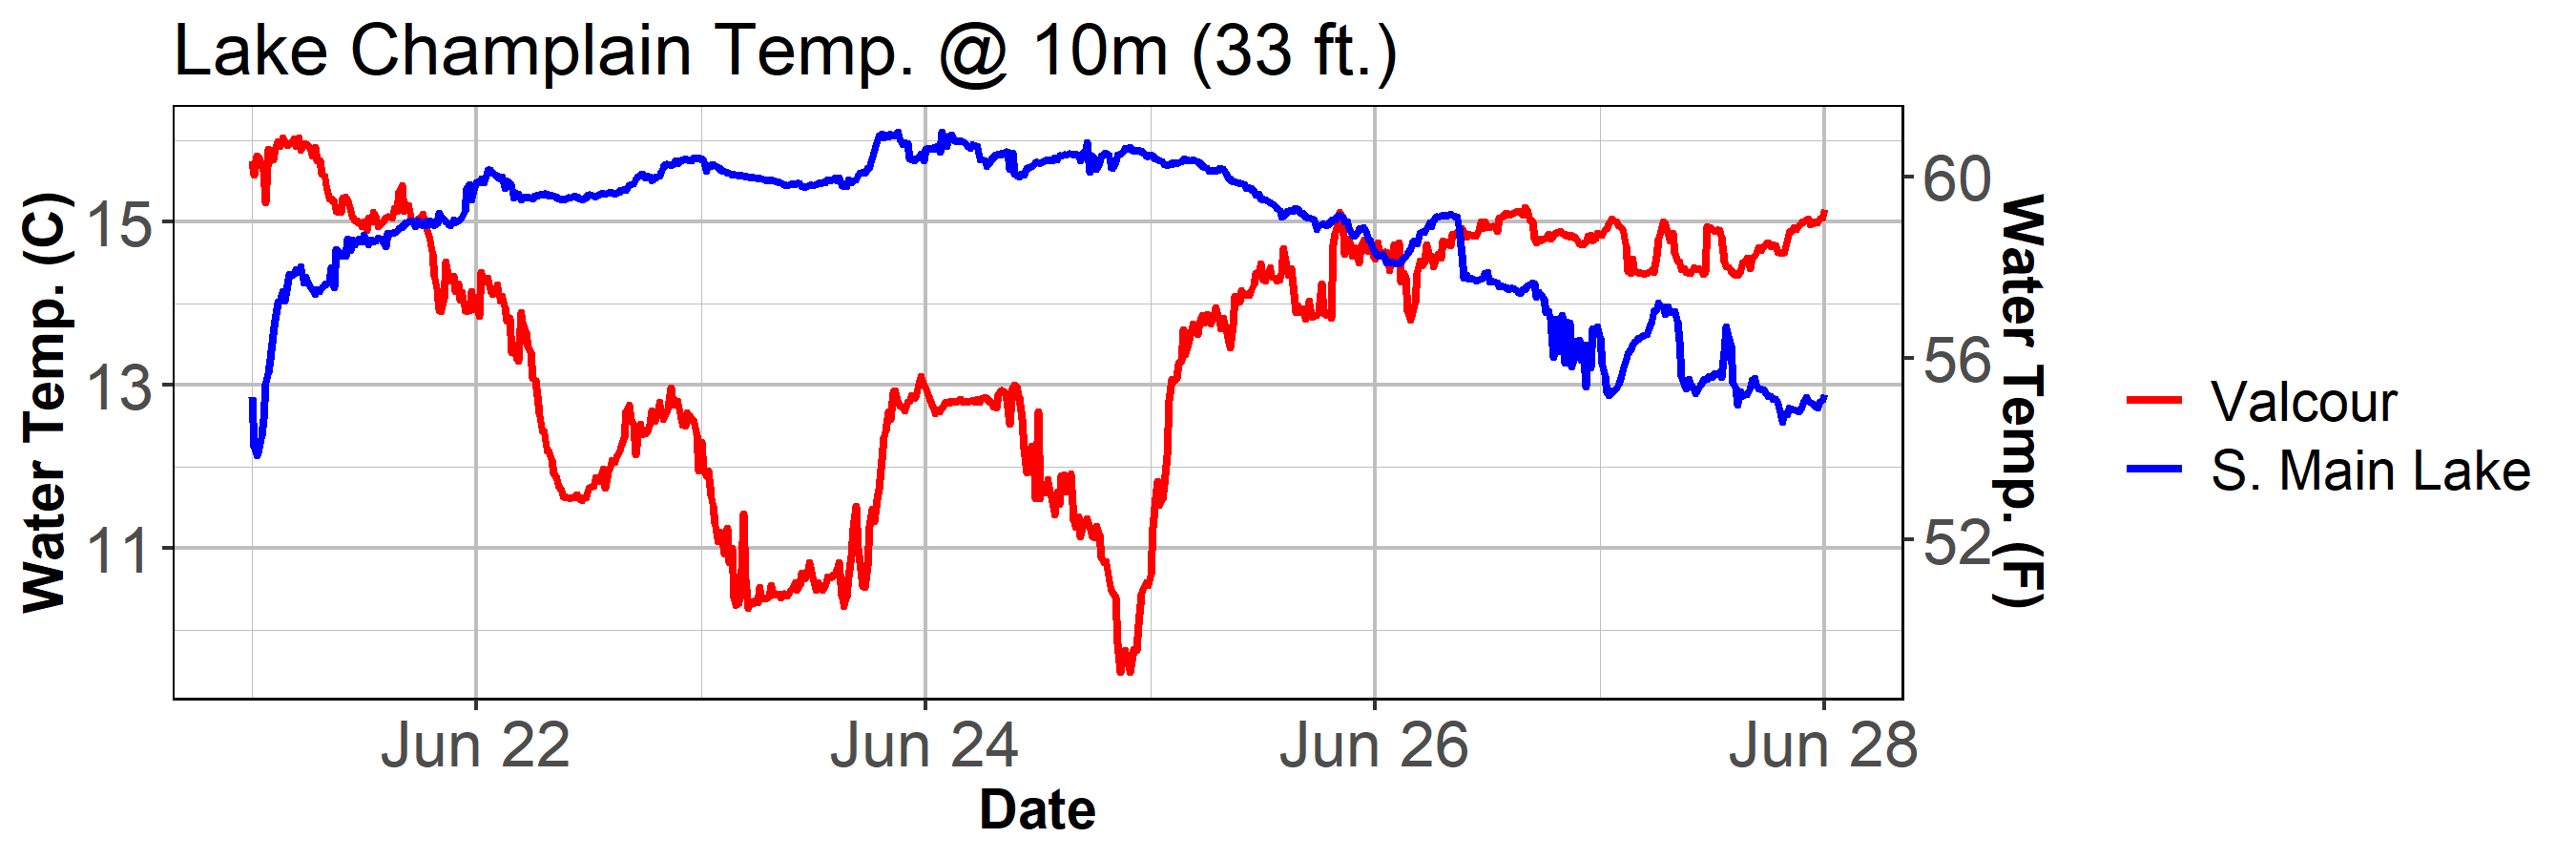 Lake Champlain Temp. @ 10m (33 ft.)
Water Temp. (C)
15
13
11
60
56
52
Water Temp. (F)
Jun 22
Jun 24
Jun 26
Jun 28
Date
Valcour
S. Main Lake